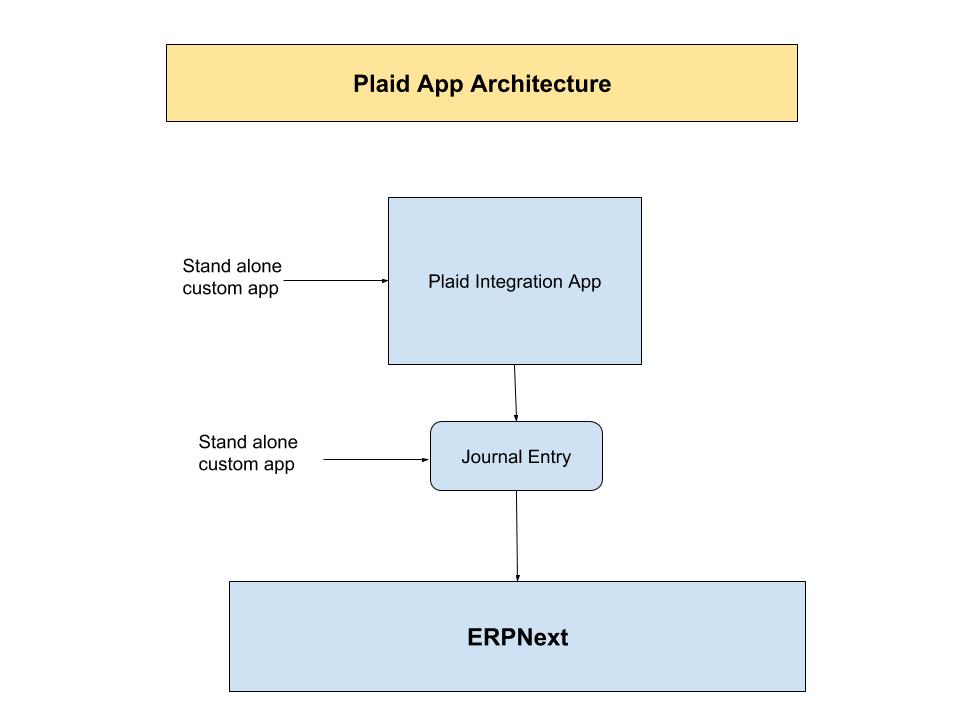 Plaid App Architecture
Stand alone
custom app
Plaid Integration App
Stand alone
custom app
Journal Entry
ERPNext